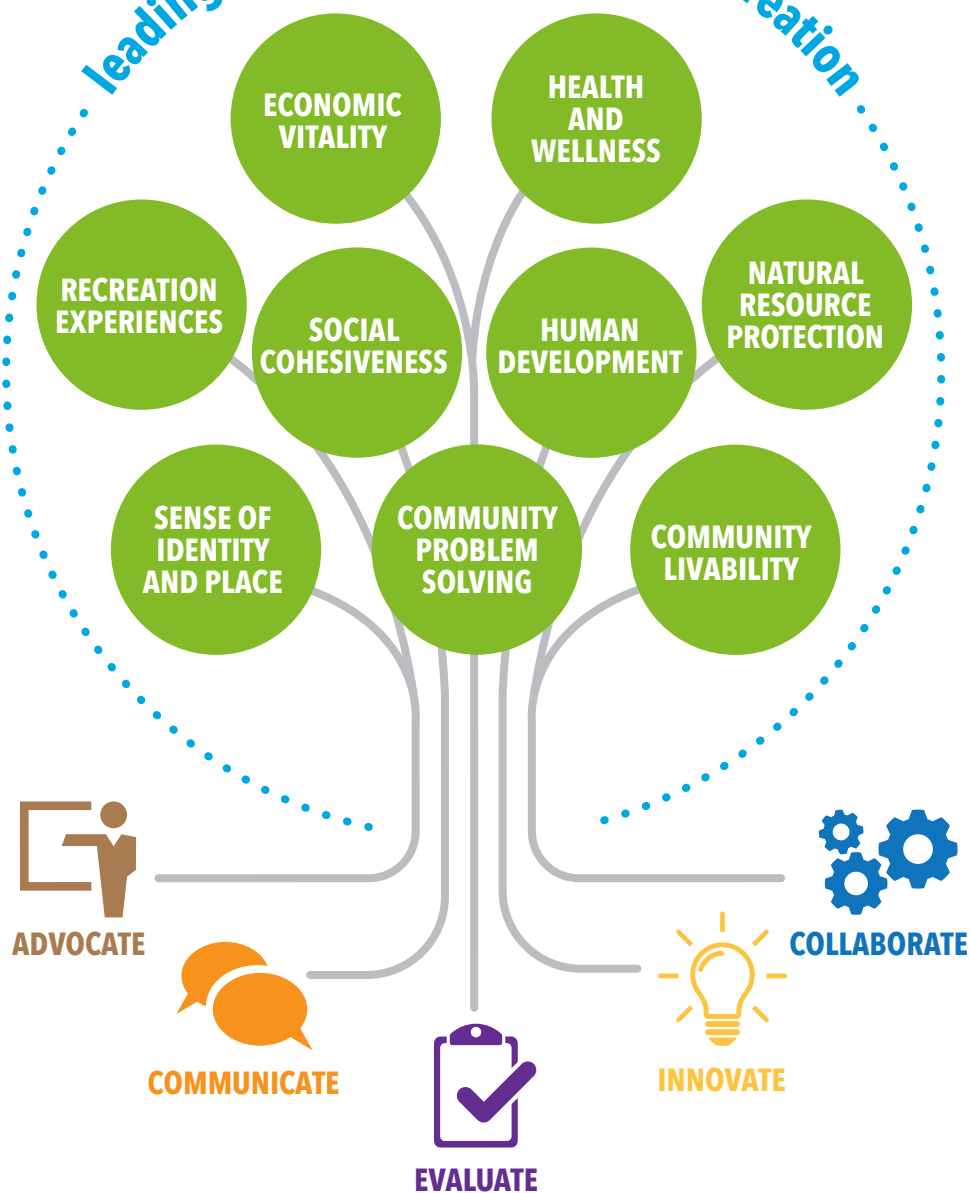 leading
ECONOMIC
VITALITY
HEALTH
AND
WELLNESS
RECREATION
EXPERIENCES
SOCIAL
COHESIVENESS
HUMAN
DEVELOPMENT
NATURAL
RESOURCE
PROTECTION
SENSE OF
IDENTITY
AND PLACE
COMMUNITY
PROBLEM
SOLVING
COMMUNITY
LIVABILITY
ADVOCATE
COLLABORATE
COMMUNICATE
INNOVATE
EVALUATE